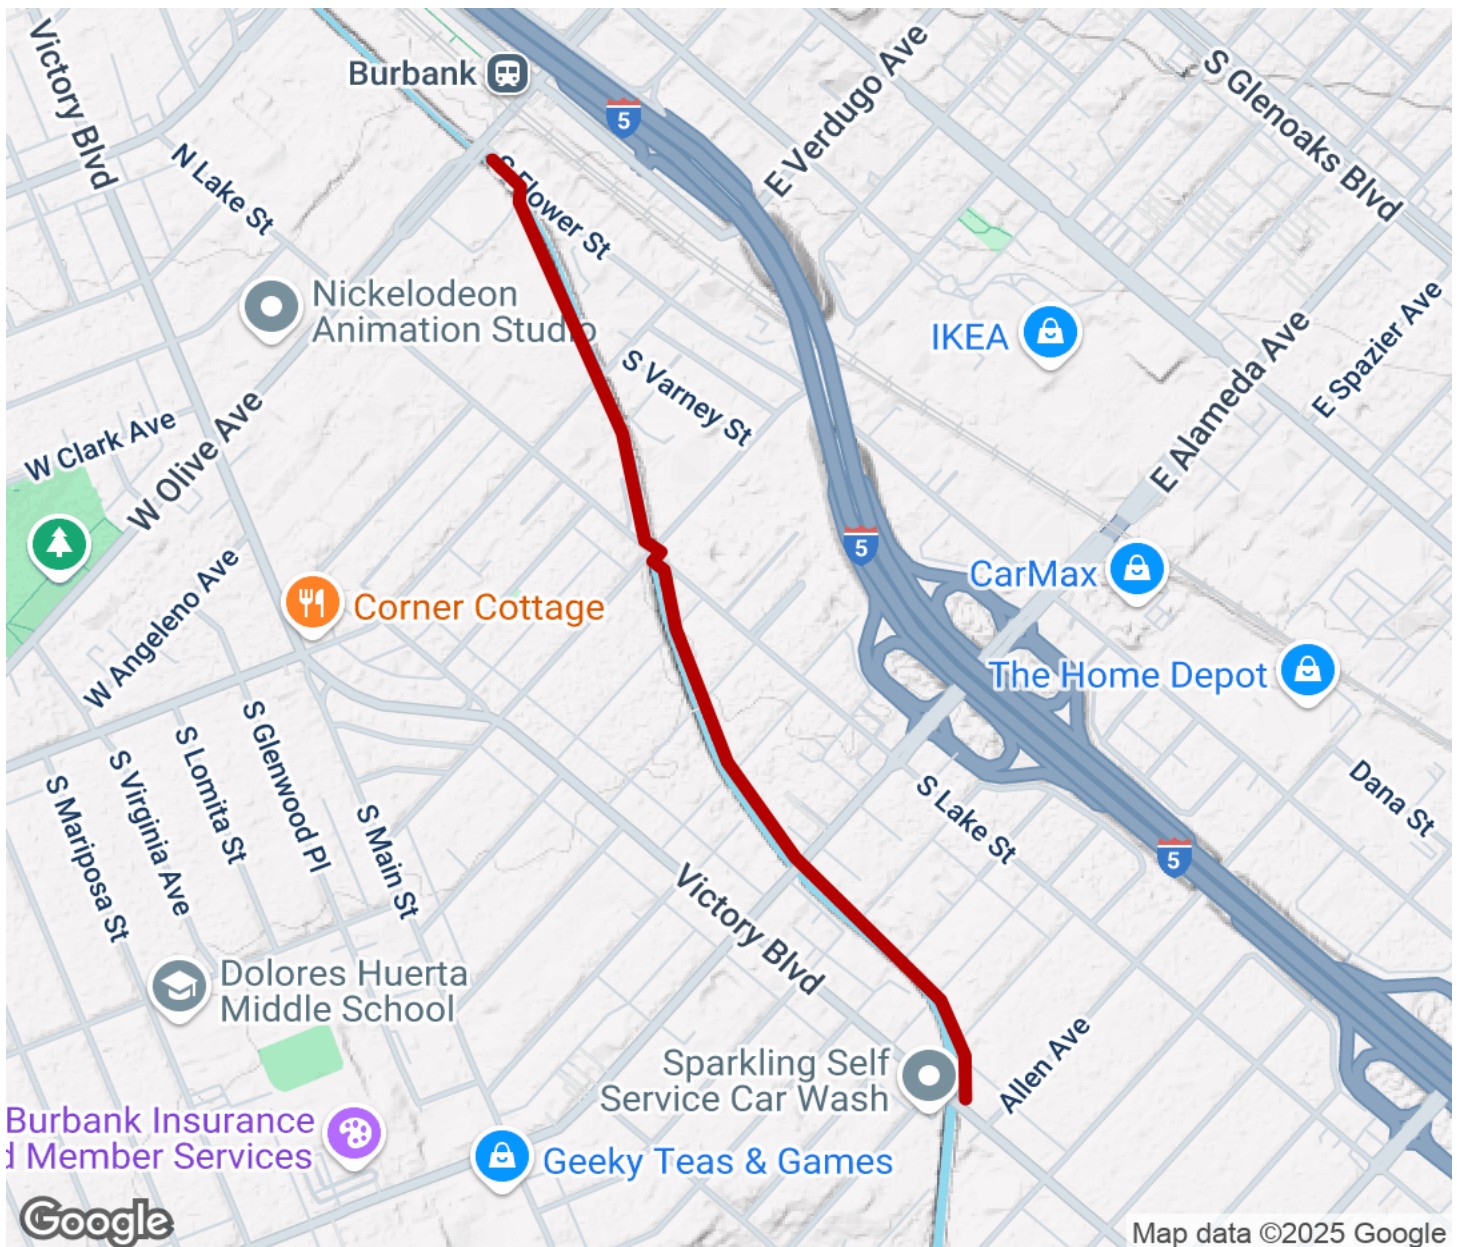 Victory Blvd
Burbank
5
E Verdugo Ave
S Glenoaks Blvd
N Lake St
S Flower St
Nickelodeon
Animation Studio
IKEA
E Spazier Ave
E Alameda Ave
S Varney St
W Clark Ave
W Olive Ave
5
CarMax
Corner Cottage
W Angeleno Ave
The Home Depot
S Glenwood Pl
S Lomita St
S Virginia Ave
S Mariposa St
S Main St
S Lake St
Dana St
5
Victory Blvd
Dolores Huerta
Middle School
Allen Ave
Sparkling Self
Service Car Wash
Burbank Insurance
d Member Services
Geeky Teas & Games
Google
Map data ©2025 Google